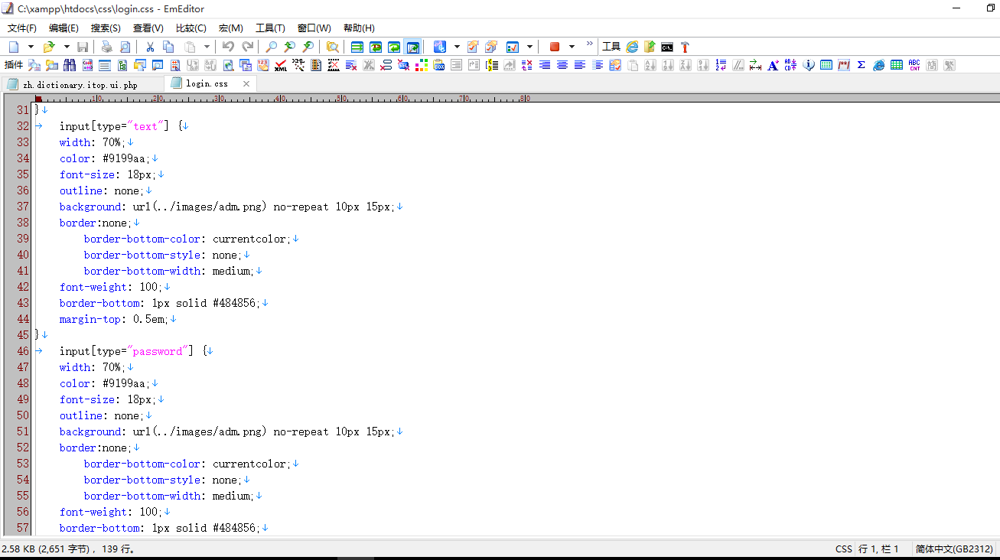 C:\xampp\htdocs\css\login.css - EmEditor
文件(F) 编辑(E) 搜索(S) 查看(V) 比较(C) 宏(M) 工具(T) 窗口(W) 帮助(H)
工具
插件
zh.dictionary.itop.ui.php login.css
10 20 30 40 50 60 70 80
31 }
32 input[type="text"] {
33 width: 70%;
34 color: #9199aa;
35 font-size: 18px;
36 outline: none;
37 background: url(../images/adm.png) no-repeat 10px 15px;
38 border:none;
39 border-bottom-color: currentcolor;
40 border-bottom-style: none;
41 border-bottom-width: medium;
42 font-weight: 100;
43 border-bottom: 1px solid #484856;
44 margin-top: 0.5em;
45 }
46 input[type="password"] {
47 width: 70%;
48 color: #9199aa;
49 font-size: 18px;
50 outline: none;
51 background: url(../images/adm.png) no-repeat 10px 15px;
52 border:none;
53 border-bottom-color: currentcolor;
54 border-bottom-style: none;
55 border-bottom-width: medium;
56 font-weight: 100;
57 border-bottom: 1px solid #484856;
2.58 KB (2,651 字节)， 139 行。 CSS 行 1, 栏 1 简体中文(GB2312)